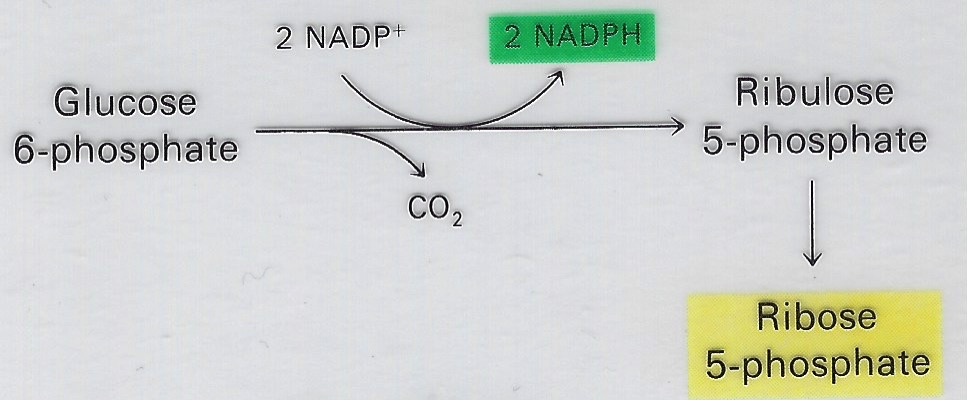 2 NADP⁺
2 NADPH
Glucose
6-phosphate
Ribulose
5-phosphate
CO₂
Ribose
5-phosphate